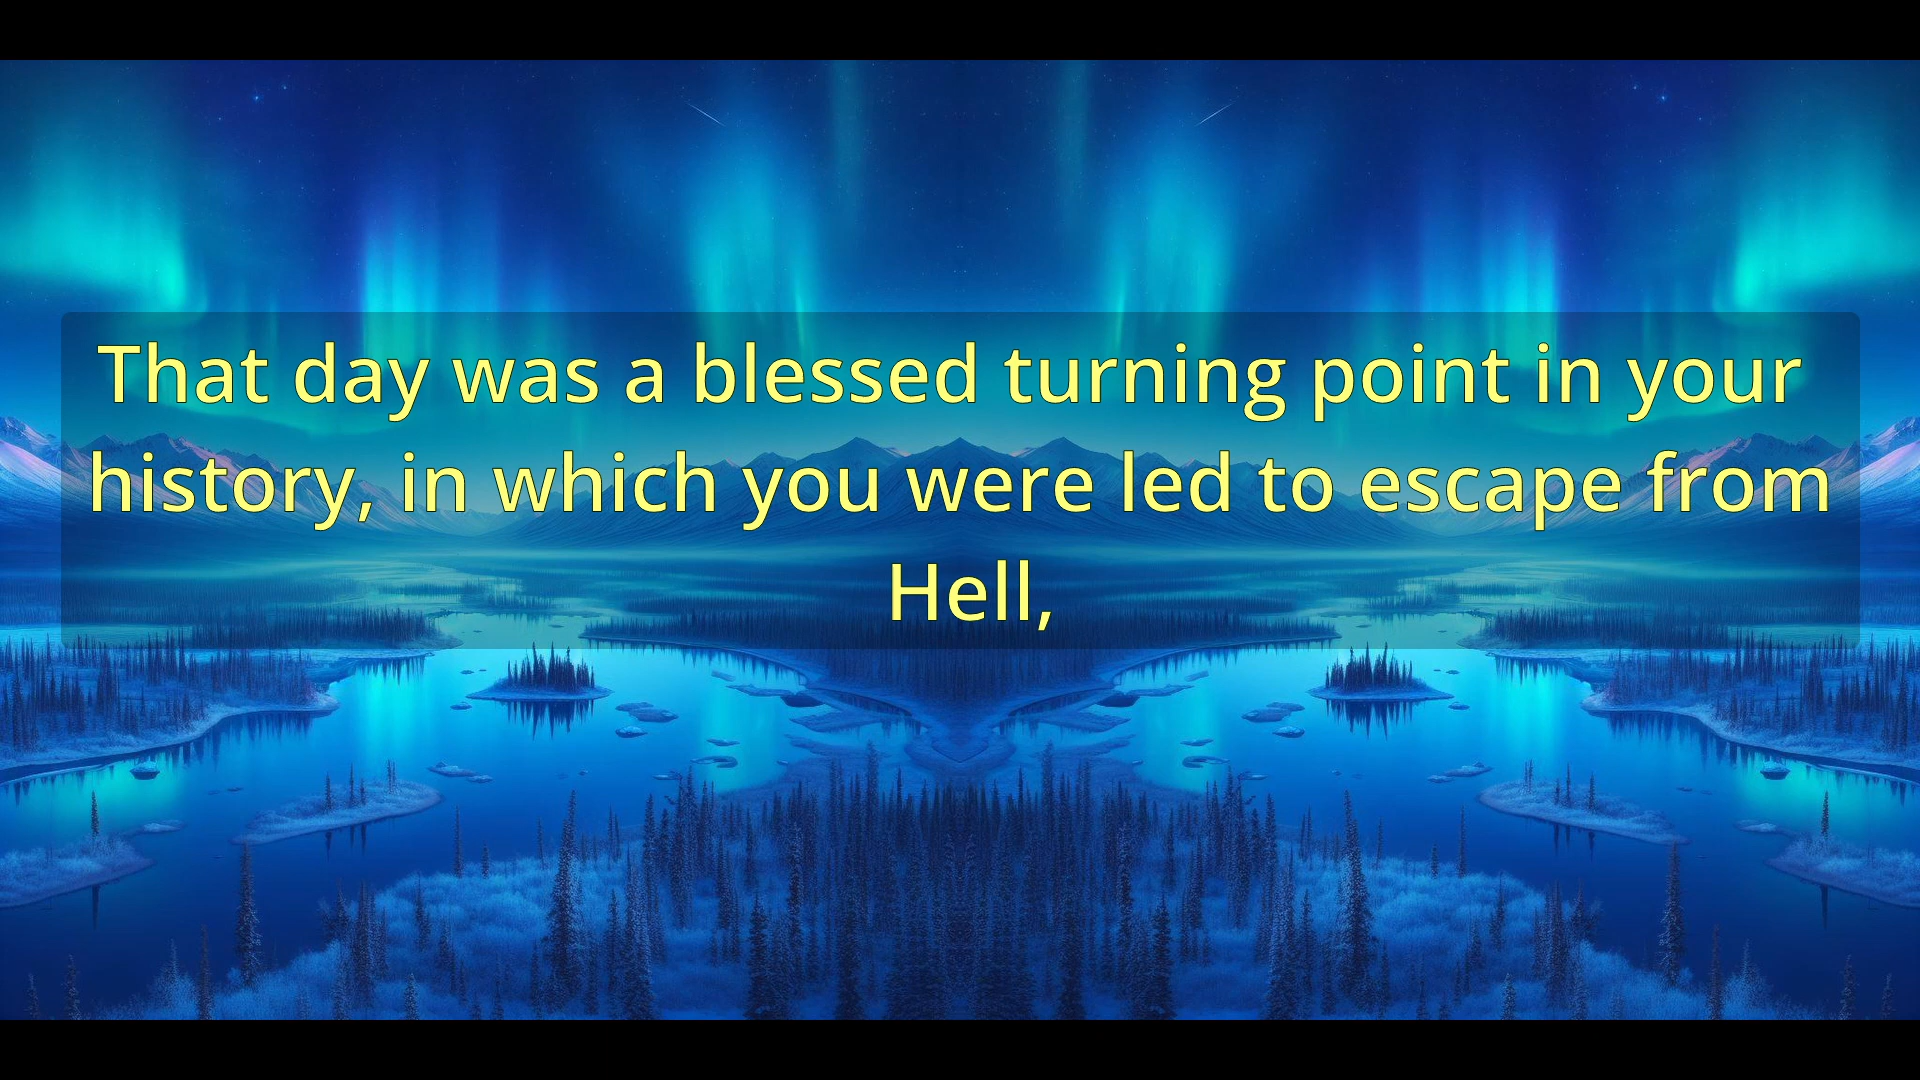 That day was a blessed turning point in your
history, in which you were led to escape from
Hell,